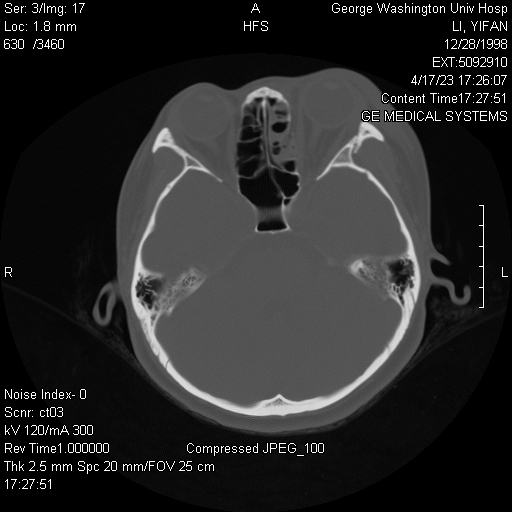 Ser: 3/Img: 17
Loc: 1.8 mm
630 /3460
A
HFS
George Washington Univ Hosp
LI, YIFAN
12/28/1998
EXT:5092910
4/17/23 17:26:07
Content Time17:27:51
GE MEDICAL SYSTEMS
R
L
Noise Index- 0
Scnr: ct03
kV 120/mA 300
Rev Time1.000000
Compressed JPEG_100
Thk 2.5 mm Spc 20 mm/FOV 25 cm
17:27:51